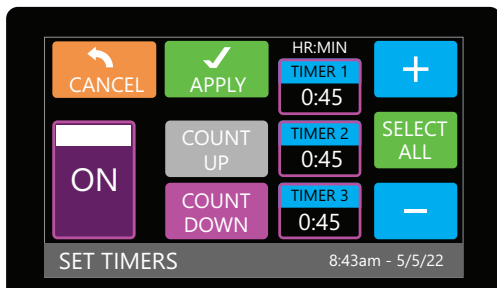 CANCEL
APPLY
HR:MIN
TIMER 1
0:45
+
ON
COUNT
UP
TIMER 2
0:45
SELECT
ALL
COUNT
DOWN
TIMER 3
0:45
−
SET TIMERS
8:43am - 5/5/22